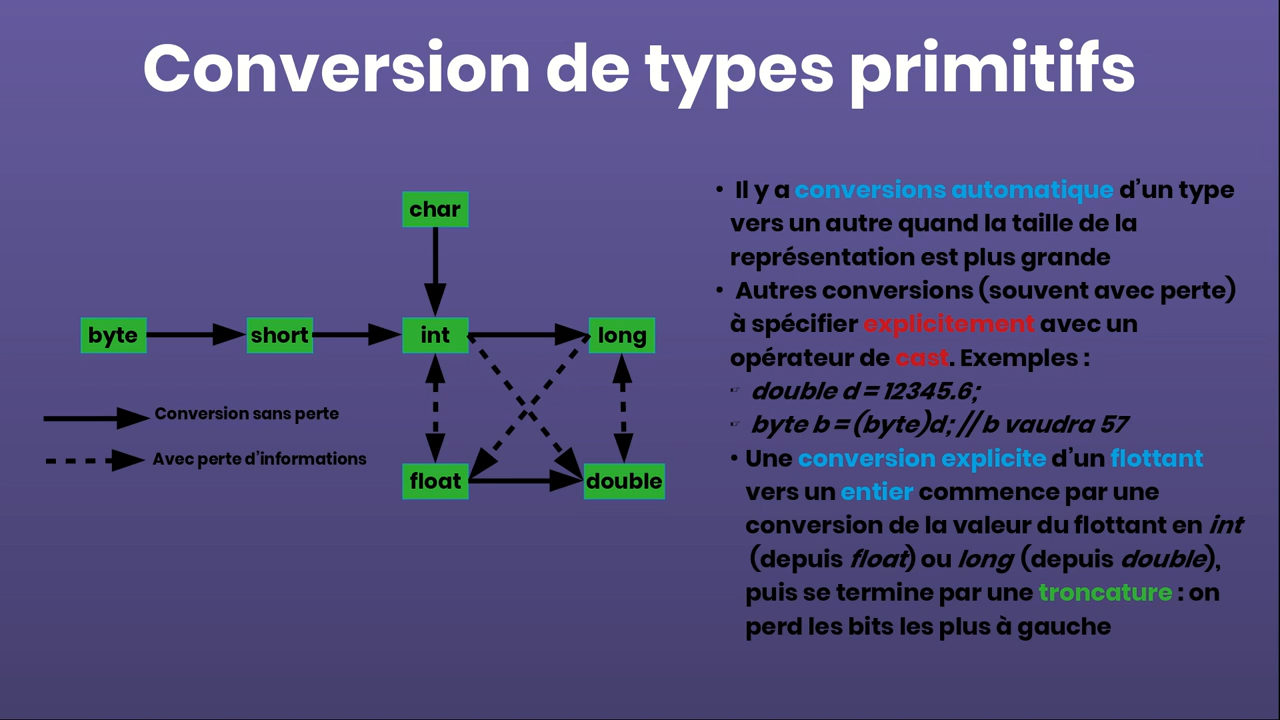 Conversion de types primitifs
char
byte
short
int
long
Conversion sans perte
Avec perte d'informations
float
double
• Il y a conversions automatique d'un type
vers un autre quand la taille de la
représentation est plus grande
• Autres conversions (souvent avec perte)
à spécifier explicitement avec un
opérateur de cast. Exemples :
☞ double d = 12345.6;
☞ byte b = (byte)d; // b vaudra 57
• Une conversion explicite d'un flottant
vers un entier commence par une
conversion de la valeur du flottant en int
(depuis float) ou long (depuis double),
puis se termine par une troncature : on
perd les bits les plus à gauche